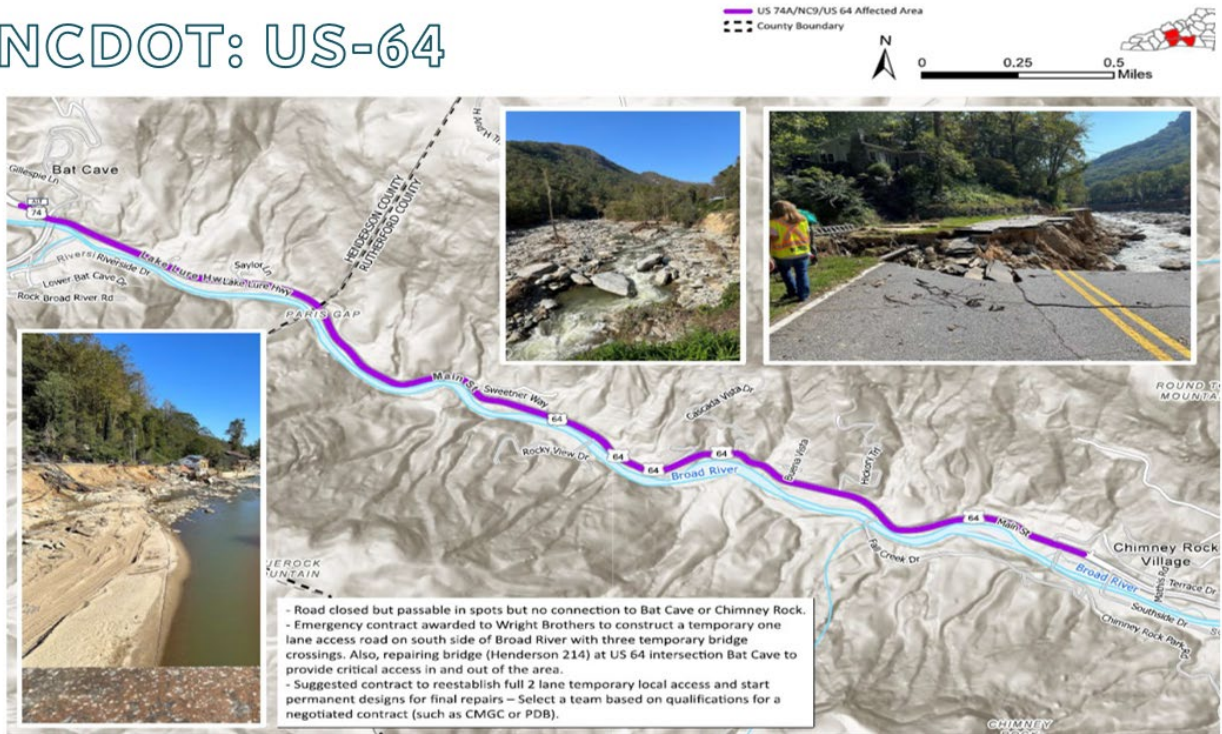 NCDOT: US-64
US 74A/NC9/US 64 Affected Area
County Boundary
N
0 0.25 0.5
Miles
Bat Cave
Gillespie Ln
ALT
74
HENDERSON COUNTY
RUTHERFORD COUNTY
Lake Lure Hwy
Lake Lure Hwy
Saylor Ln
Riverside Dr
Lower Bat Cave Dr
Rock Broad River Rd
PARIS GAP
Main St
Sweetner Way
64
Cascada Vista Dr
ROUND
Rocky View Dr
64
64
64
Broad River
Buena Vista
Hickory
64
Main St
Fall Creek Dr
Chimney Rock
Village
Broad River
Mathis Rd
Terrace Dr
Southside Dr
Chimney Rock Park
- Road closed but passable in spots but no connection to Bat Cave or Chimney Rock.
- Emergency contract awarded to Wright Brothers to construct a temporary one
lane access road on south side of Broad River with three temporary bridge
crossings. Also, repairing bridge (Henderson 214) at US 64 intersection Bat Cave to
provide critical access in and out of the area.
- Suggested contract to reestablish full 2 lane temporary local access and start
permanent designs for final repairs – Select a team based on qualifications for a
negotiated contract (such as CMGC or PDB).
CHIMNEY